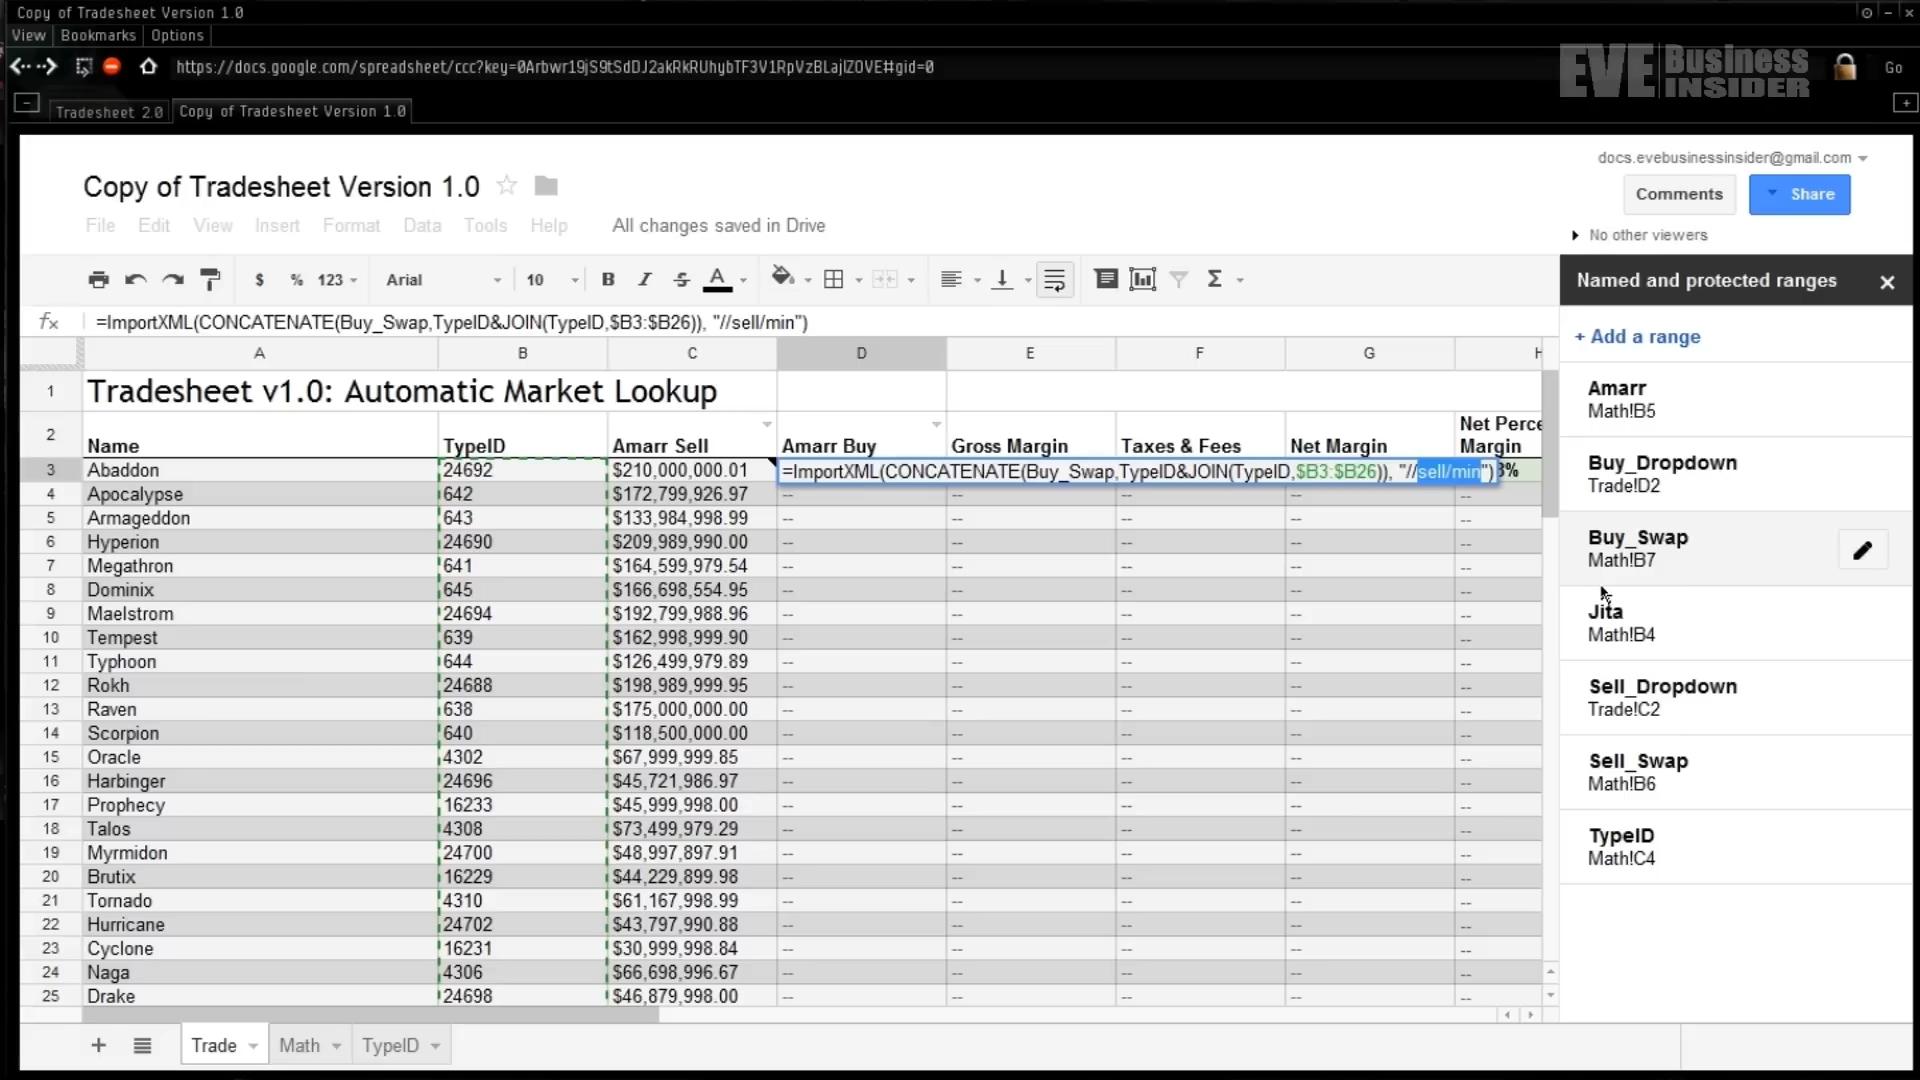 Copy of Tradesheet Version 1.0
View Bookmarks Options
https://docs.google.com/spreadsheet/ccc?key=0Arbwr19jS9tSdDJ2akRkRUhybTF3V1RpVzBLajlZOVE#gid=0
Go
EVE Business INSIDER
Tradesheet 2.0 Copy of Tradesheet Version 1.0
docs.evebusinessinsider@gmail.com
Copy of Tradesheet Version 1.0
Comments Share
File Edit View Insert Format Data Tools Help All changes saved in Drive
No other viewers
$ % 123 Arial 10 B I S A Σ
Named and protected ranges
fx =ImportXML(CONCATENATE(Buy_Swap,TypeID&JOIN(TypeID,$B3:$B26)), "//sell/min")
+ Add a range
A B C D E F G H
1 Tradesheet v1.0: Automatic Market Lookup
2 Name TypeID Amarr Sell Amarr Buy Gross Margin Taxes & Fees Net Margin Net Perce Margin
3 Abaddon 24692 $210,000,000.01 =ImportXML(CONCATENATE(Buy_Swap,TypeID&JOIN(TypeID,$B3:$B26)), "//sell/min") 3%
4 Apocalypse 642 $172,799,926.97 -- -- -- -- --
5 Armageddon 643 $133,984,998.99 -- -- -- -- --
6 Hyperion 24690 $209,989,990.00 -- -- -- -- --
7 Megathron 641 $164,599,979.54 -- -- -- -- --
8 Dominix 645 $166,698,554.95 -- -- -- -- --
9 Maelstrom 24694 $192,799,988.96 -- -- -- -- --
10 Tempest 639 $162,998,999.90 -- -- -- -- --
11 Typhoon 644 $126,499,979.89 -- -- -- -- --
12 Rokh 24688 $198,989,999.95 -- -- -- -- --
13 Raven 638 $175,000,000.00 -- -- -- -- --
14 Scorpion 640 $118,500,000.00 -- -- -- -- --
15 Oracle 4302 $67,999,999.85 -- -- -- -- --
16 Harbinger 24696 $45,721,986.97 -- -- -- -- --
17 Prophecy 16233 $45,999,998.00 -- -- -- -- --
18 Talos 4308 $73,499,979.29 -- -- -- -- --
19 Myrmidon 24700 $48,997,897.91 -- -- -- -- --
20 Brutix 16229 $44,229,899.98 -- -- -- -- --
21 Tornado 4310 $61,167,998.99 -- -- -- -- --
22 Hurricane 24702 $43,797,990.88 -- -- -- -- --
23 Cyclone 16231 $30,999,998.84 -- -- -- -- --
24 Naga 4306 $66,698,996.67 -- -- -- -- --
25 Drake 24698 $46,879,998.00 -- -- -- -- --
Amarr
Math!B5
Buy_Dropdown
Trade!D2
Buy_Swap
Math!B7
Jita
Math!B4
Sell_Dropdown
Trade!C2
Sell_Swap
Math!B6
TypeID
Math!C4
Trade Math TypeID